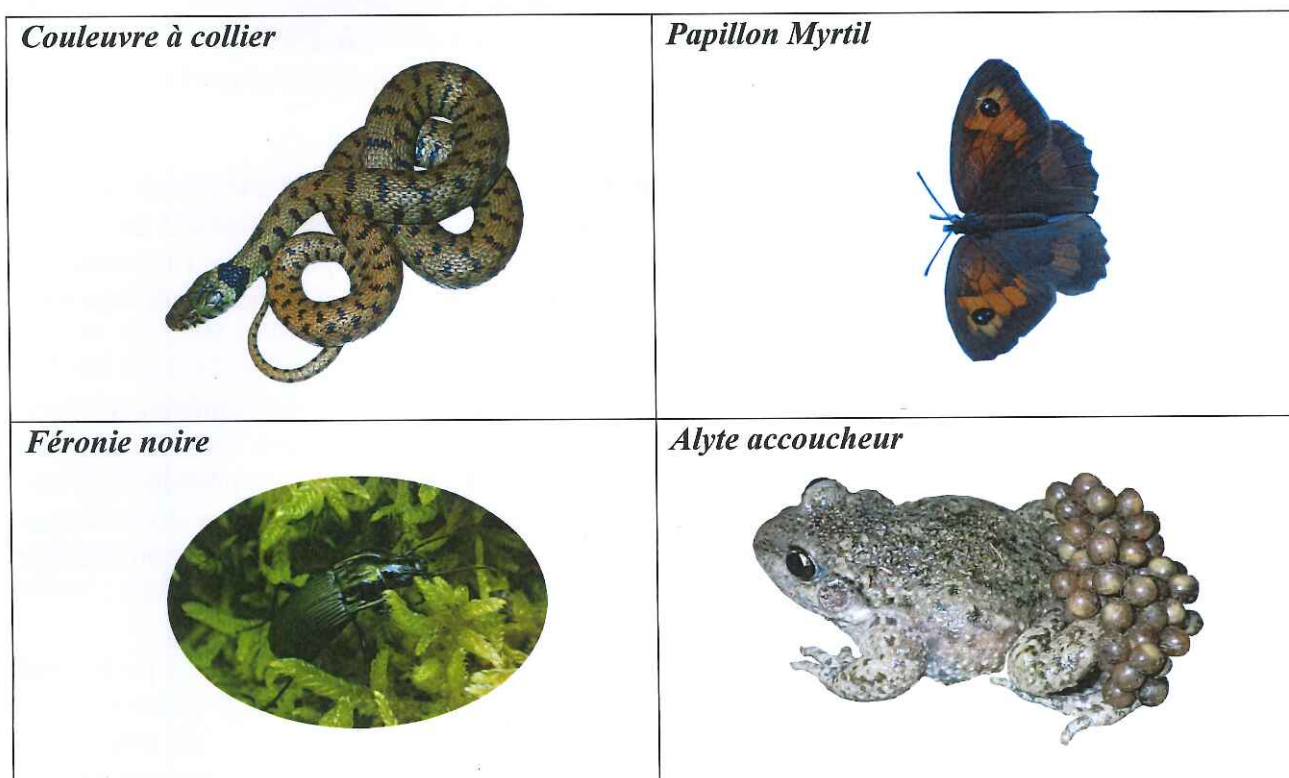 Couleuvre à collier
Papillon Myrtil
Féronie noire
Alyte accoucheur